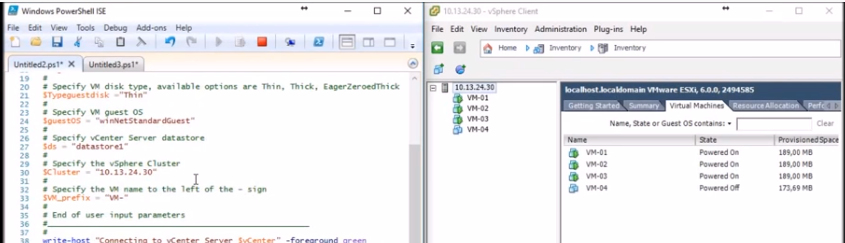 Windows PowerShell ISE
File Edit View Tools Debug Add-ons Help
Untitled2.ps1* X Untitled3.ps1*
19 #
20 # Specify VM disk type, available options are Thin, Thick, EagerZeroedThick
21 $Typeguestdisk ="Thin"
22 #
23 # Specify VM guest OS
24 $guestOS = "winNetStandardGuest"
25 #
26 # Specify vCenter Server datastore
27 $ds = "datastore1"
28 #
29 # Specify the vSphere Cluster
30 $Cluster = "10.13.24.30"
31 #
32 # Specify the VM name to the left of the - sign
33 $VM_prefix = "VM-"
34 #
35 # End of user input parameters
36 #
37 #
38 write-host "Connecting to vCenter Server $vCenter" -foreground green
10.13.24.30 - vSphere Client
File Edit View Inventory Administration Plug-ins Help
Home Inventory Inventory
10.13.24.30
VM-01
VM-02
VM-03
VM-04
localhost.localdomain VMware ESXi, 6.0.0, 2494585
Getting Started Summary Virtual Machines Resource Allocation Perf
Name, State or Guest OS contains: Clear
Name State Provisioned Space
VM-01 Powered On 189,00 MB
VM-02 Powered On 189,00 MB
VM-03 Powered On 189,00 MB
VM-04 Powered Off 173,69 MB